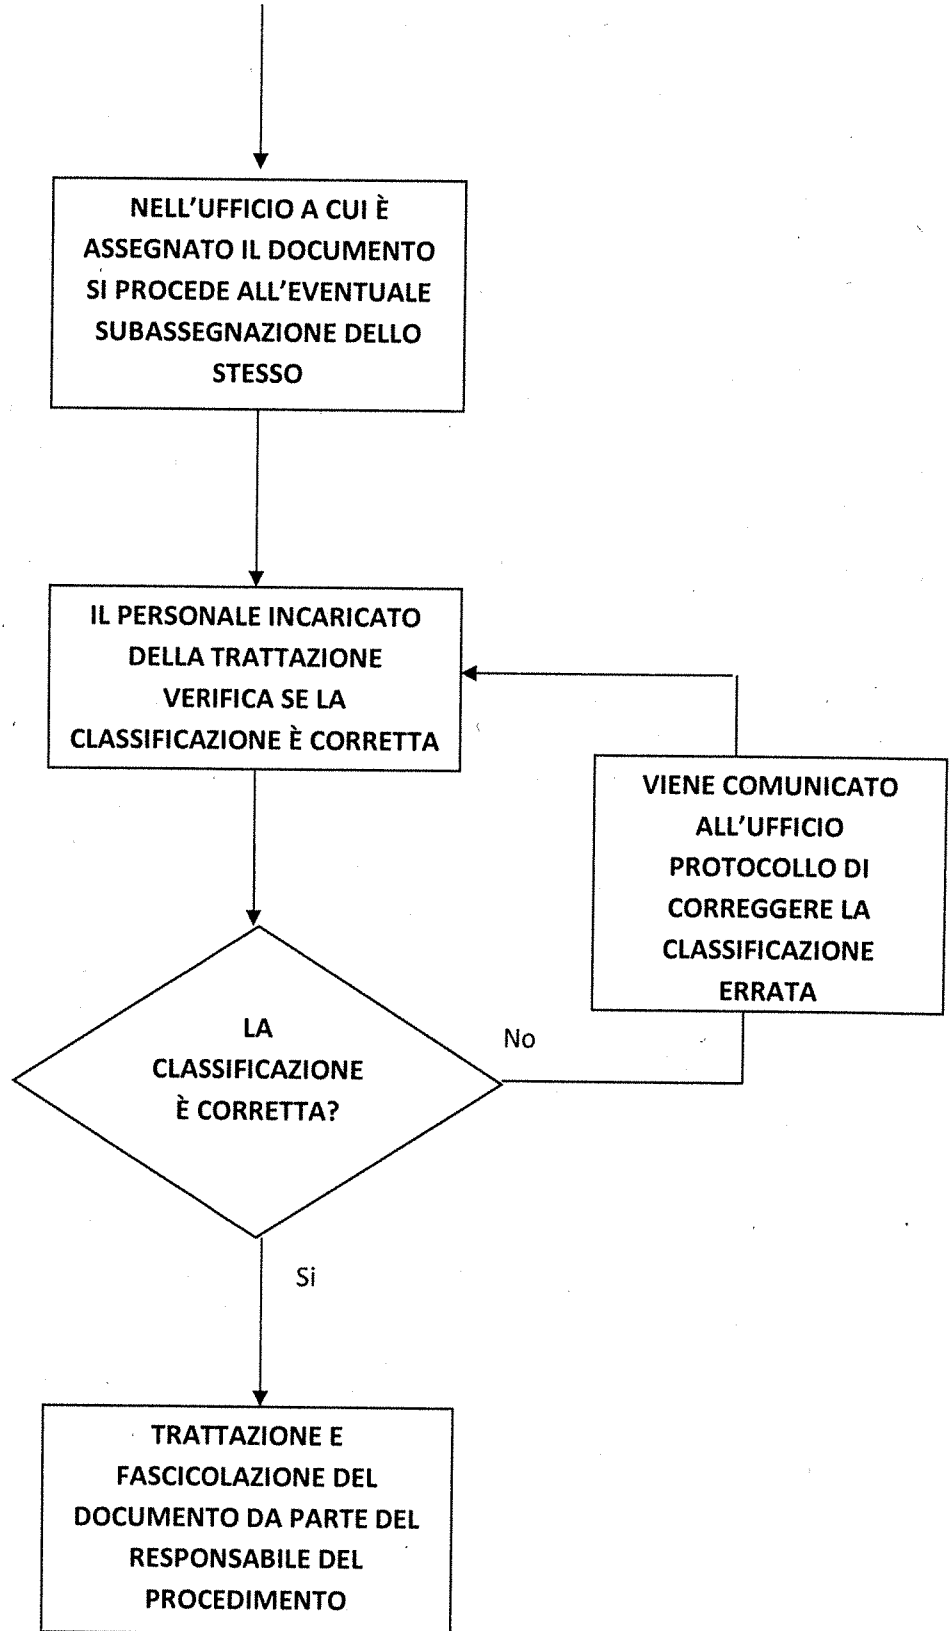 NELL'UFFICIO A CUI È
ASSEGNATO IL DOCUMENTO
SI PROCEDE ALL'EVENTUALE
SUBASSEGNAZIONE DELLO
STESSO
IL PERSONALE INCARICATO
DELLA TRATTAZIONE
VERIFICA SE LA
CLASSIFICAZIONE È CORRETTA
VIENE COMUNICATO
ALL'UFFICIO
PROTOCOLLO DI
CORREGGERE LA
CLASSIFICAZIONE
ERRATA
LA
CLASSIFICAZIONE
È CORRETTA?
No
Si
TRATTAZIONE E
FASCICOLAZIONE DEL
DOCUMENTO DA PARTE DEL
RESPONSABILE DEL
PROCEDIMENTO